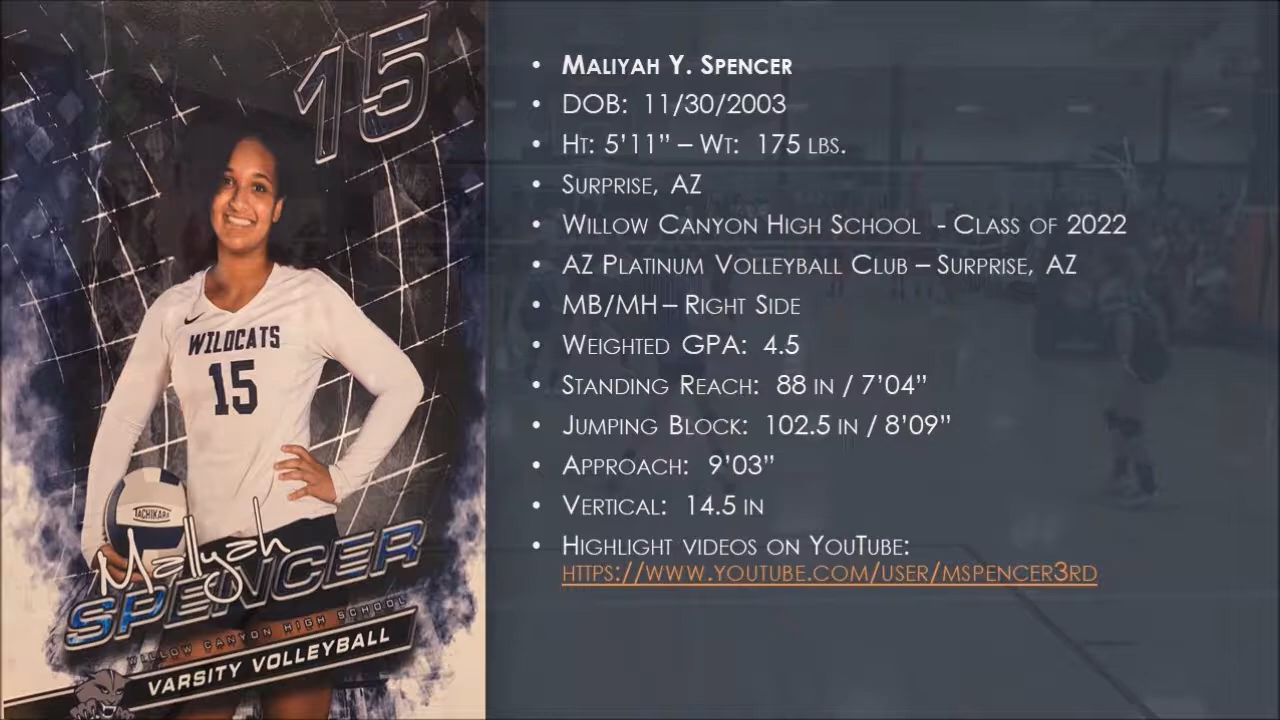 15
WILDCATS
15
TACHIKARA
Maliyah
SPENCER
WILLOW CANYON HIGH SCHOOL
VARSITY VOLLEYBALL
• MALIYAH Y. SPENCER
• DOB: 11/30/2003
• HT: 5’11” – WT: 175 LBS.
• SURPRISE, AZ
• WILLOW CANYON HIGH SCHOOL - CLASS OF 2022
• AZ PLATINUM VOLLEYBALL CLUB – SURPRISE, AZ
• MB/MH – RIGHT SIDE
• WEIGHTED GPA: 4.5
• STANDING REACH: 88 IN / 7’04”
• JUMPING BLOCK: 102.5 IN / 8’09”
• APPROACH: 9’03”
• VERTICAL: 14.5 IN
• HIGHLIGHT VIDEOS ON YOUTUBE:
HTTPS://WWW.YOUTUBE.COM/USER/MSPENCER3RD